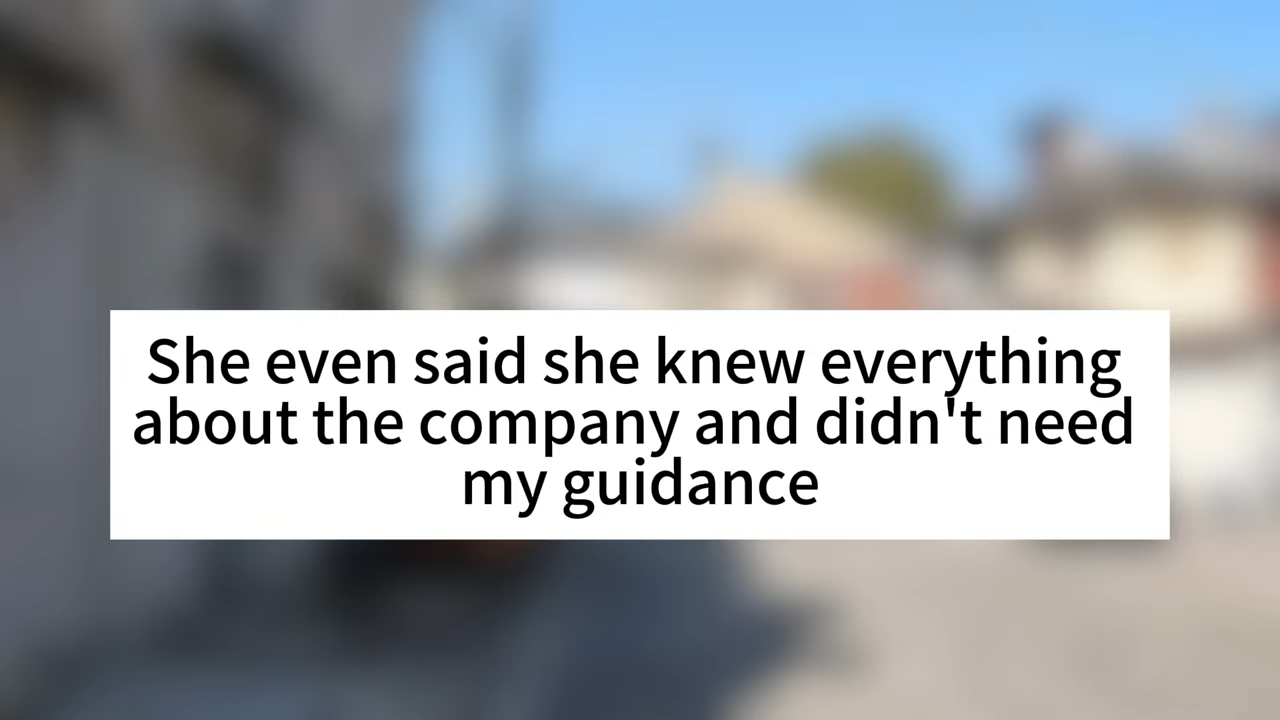 She even said she knew everything
about the company and didn't need
my guidance